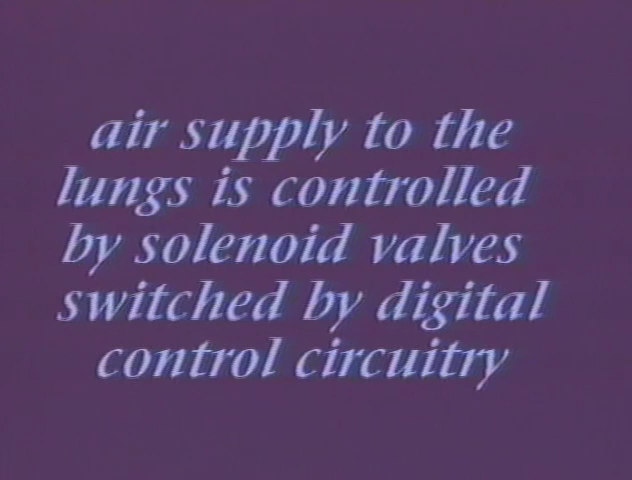 air supply to the
lungs is controlled
by solenoid valves
switched by digital
control circuitry